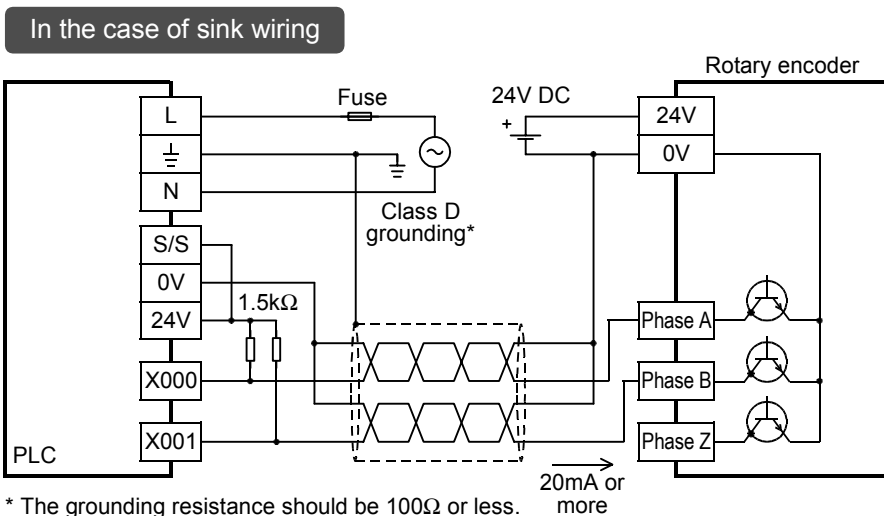 In the case of sink wiring
Rotary encoder
Fuse
24V DC
+
L
24V
0V
N
Class D
grounding*
S/S
0V
1.5kΩ
24V
Phase A
X000
Phase B
X001
Phase Z
PLC
20mA or
more
* The grounding resistance should be 100Ω or less.